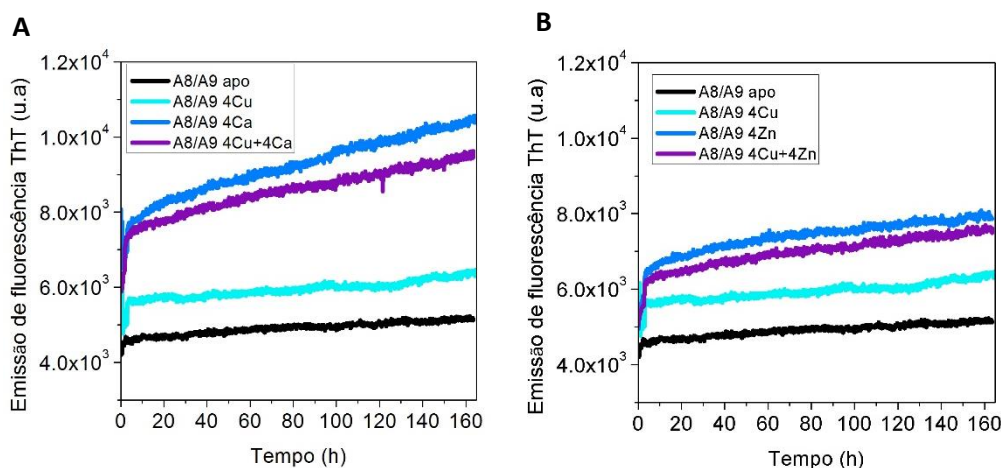 A
Emissão de fluorescência ThT (u.a)
1.2x10⁴
1.0x10⁴
8.0x10³
6.0x10³
4.0x10³
A8/A9 apo
A8/A9 4Cu
A8/A9 4Ca
A8/A9 4Cu+4Ca
0 20 40 60 80 100 120 140 160
Tempo (h)
B
Emissão de fluorescência ThT (u.a)
1.2x10⁴
1.0x10⁴
8.0x10³
6.0x10³
4.0x10³
A8/A9 apo
A8/A9 4Cu
A8/A9 4Zn
A8/A9 4Cu+4Zn
0 20 40 60 80 100 120 140 160
Tempo (h)